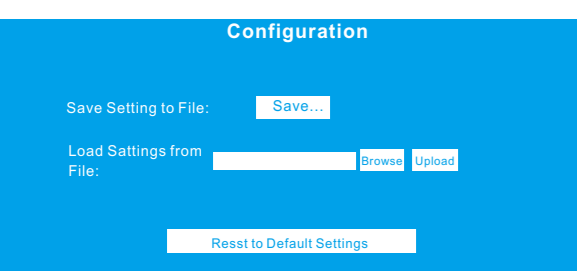 Configuration
Save Setting to File: Save...
Load Sattings from
File: Browse Upload
Resst to Default Settings